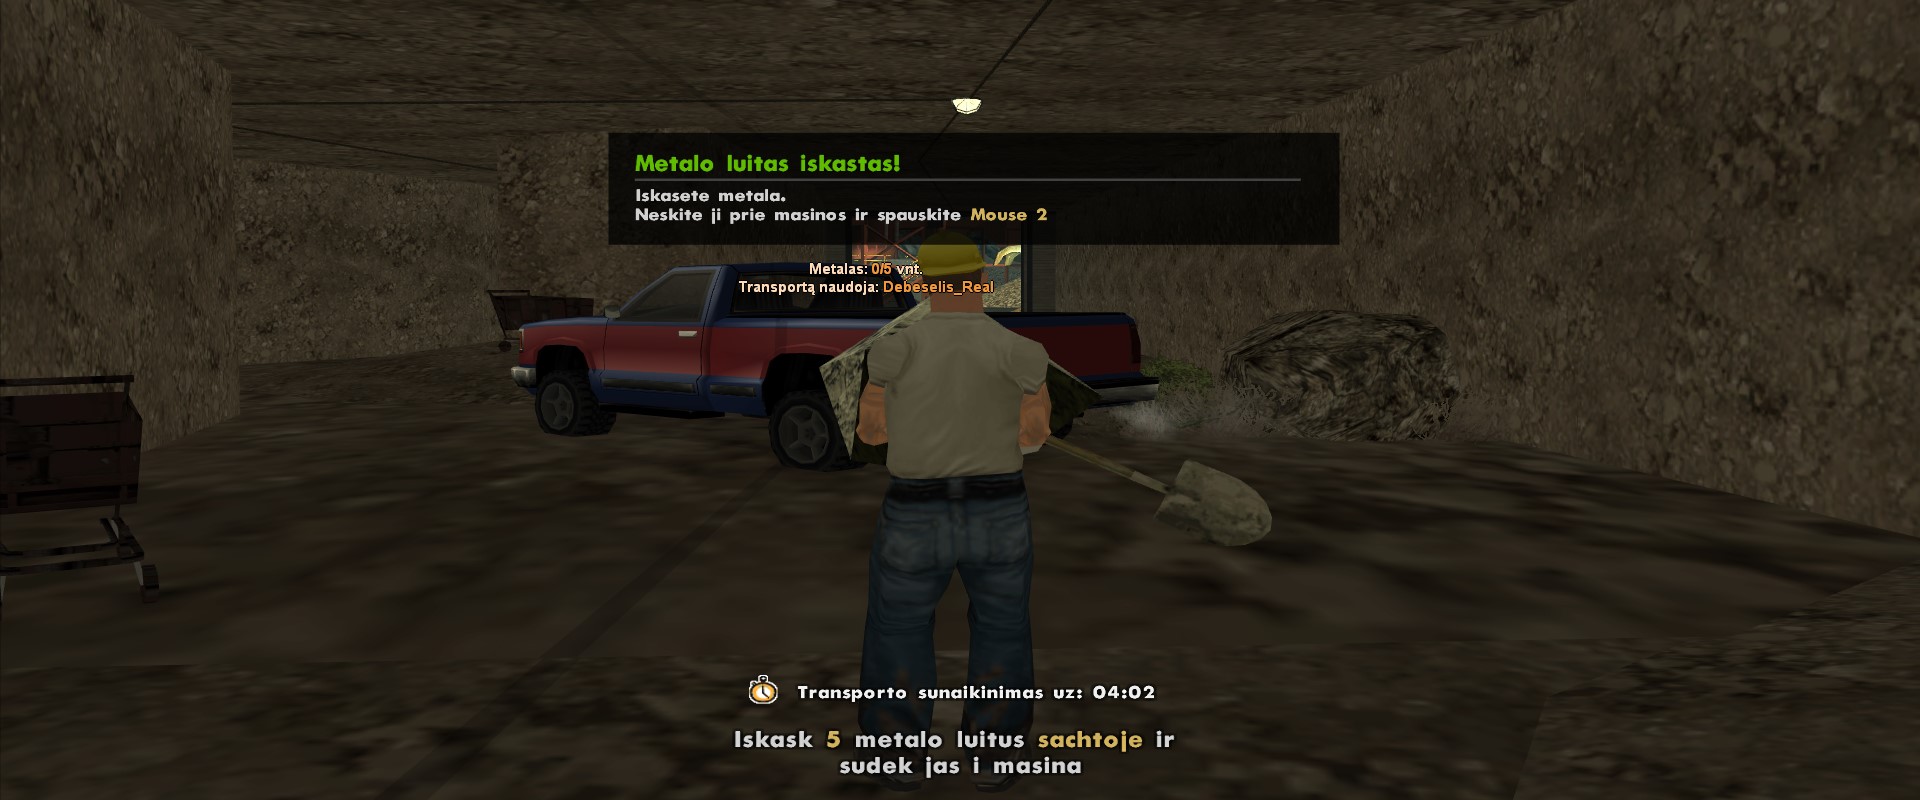 Metalo luitas iskastas!
Iskasete metala.
Neskite ji prie masinos ir spauskite Mouse 2
Metalas: 0/5 vnt.
Transportą naudoja: Debeselis_Real
Transporto sunaikinimas uz: 04:02
Iskask 5 metalo luitus sachtoje ir
sudek jas i masina